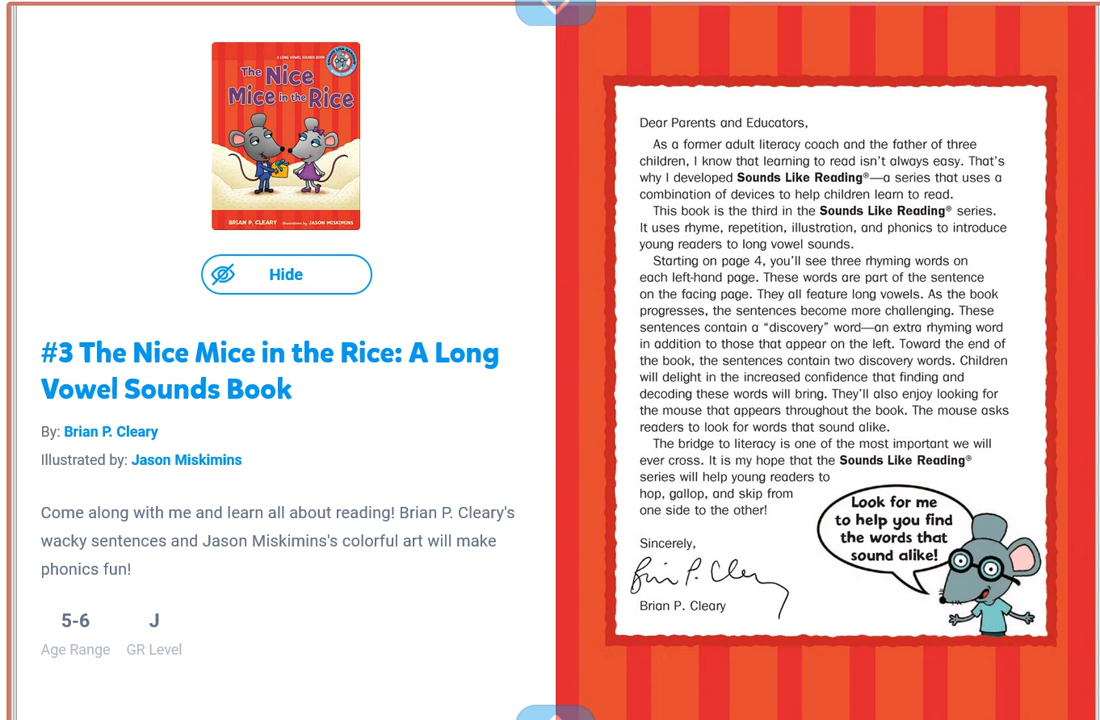 A LONG VOWEL SOUNDS BOOK
The Nice
Mice in the Rice
BRIAN P. CLEARY Illustrations by JASON MISKIMINS
Hide
#3 The Nice Mice in the Rice: A Long
Vowel Sounds Book
By: Brian P. Cleary
Illustrated by: Jason Miskimins
Come along with me and learn all about reading! Brian P. Cleary's
wacky sentences and Jason Miskimins's colorful art will make
phonics fun!
5-6 J
Age Range GR Level
Dear Parents and Educators,
As a former adult literacy coach and the father of three
children, I know that learning to read isn’t always easy. That’s
why I developed Sounds Like Reading®—a series that uses a
combination of devices to help children learn to read.
This book is the third in the Sounds Like Reading® series.
It uses rhyme, repetition, illustration, and phonics to introduce
young readers to long vowel sounds.
Starting on page 4, you’ll see three rhyming words on
each left-hand page. These words are part of the sentence
on the facing page. They all feature long vowels. As the book
progresses, the sentences become more challenging. These
sentences contain a “discovery” word—an extra rhyming word
in addition to those that appear on the left. Toward the end of
the book, the sentences contain two discovery words. Children
will delight in the increased confidence that finding and
decoding these words will bring. They’ll also enjoy looking for
the mouse that appears throughout the book. The mouse asks
readers to look for words that sound alike.
The bridge to literacy is one of the most important we will
ever cross. It is my hope that the Sounds Like Reading®
series will help young readers to
hop, gallop, and skip from
one side to the other!
Sincerely,
Brian P. Cleary
Brian P. Cleary
Look for me
to help you find
the words that
sound alike!